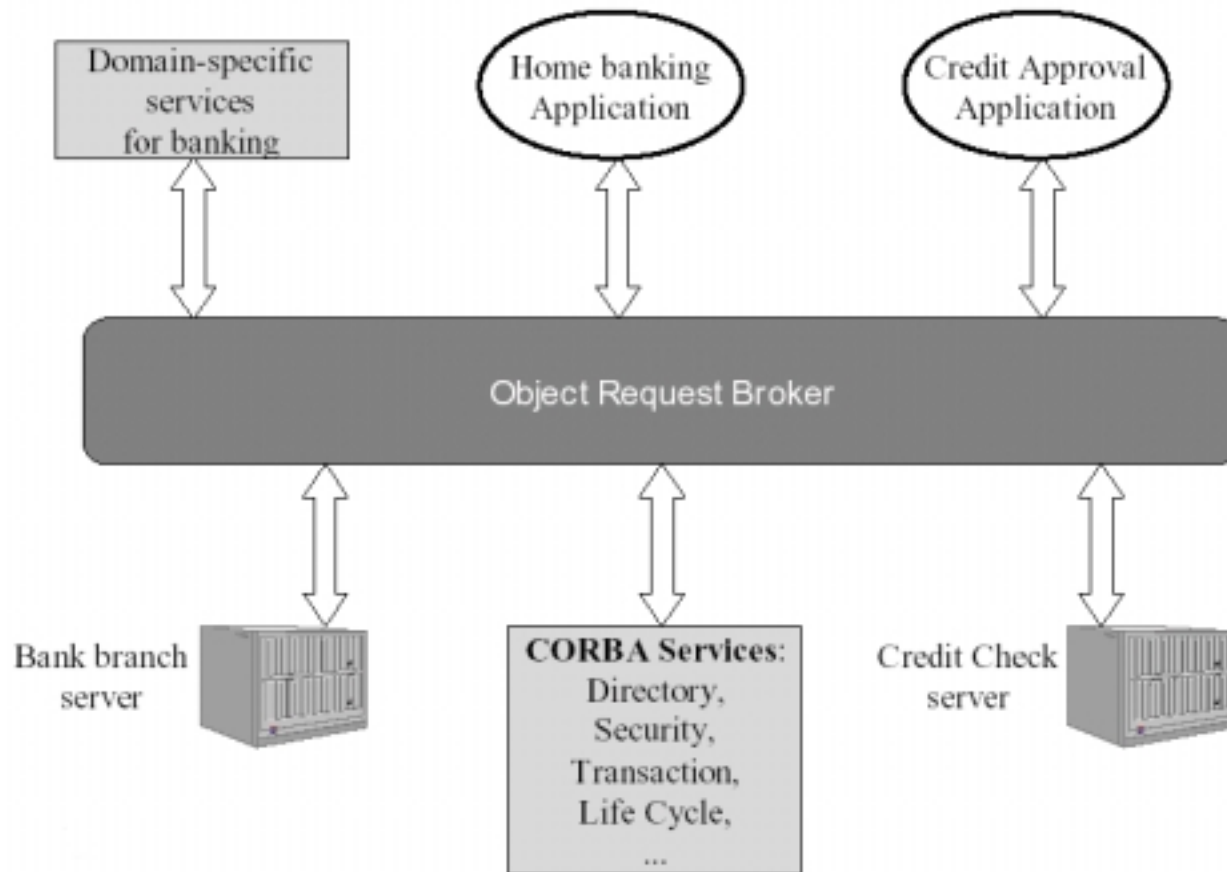 Domain-specific
services
for banking
Home banking
Application
Credit Approval
Application
Object Request Broker
Bank branch
server
CORBA Services:
Directory,
Security,
Transaction,
Life Cycle,
...
Credit Check
server